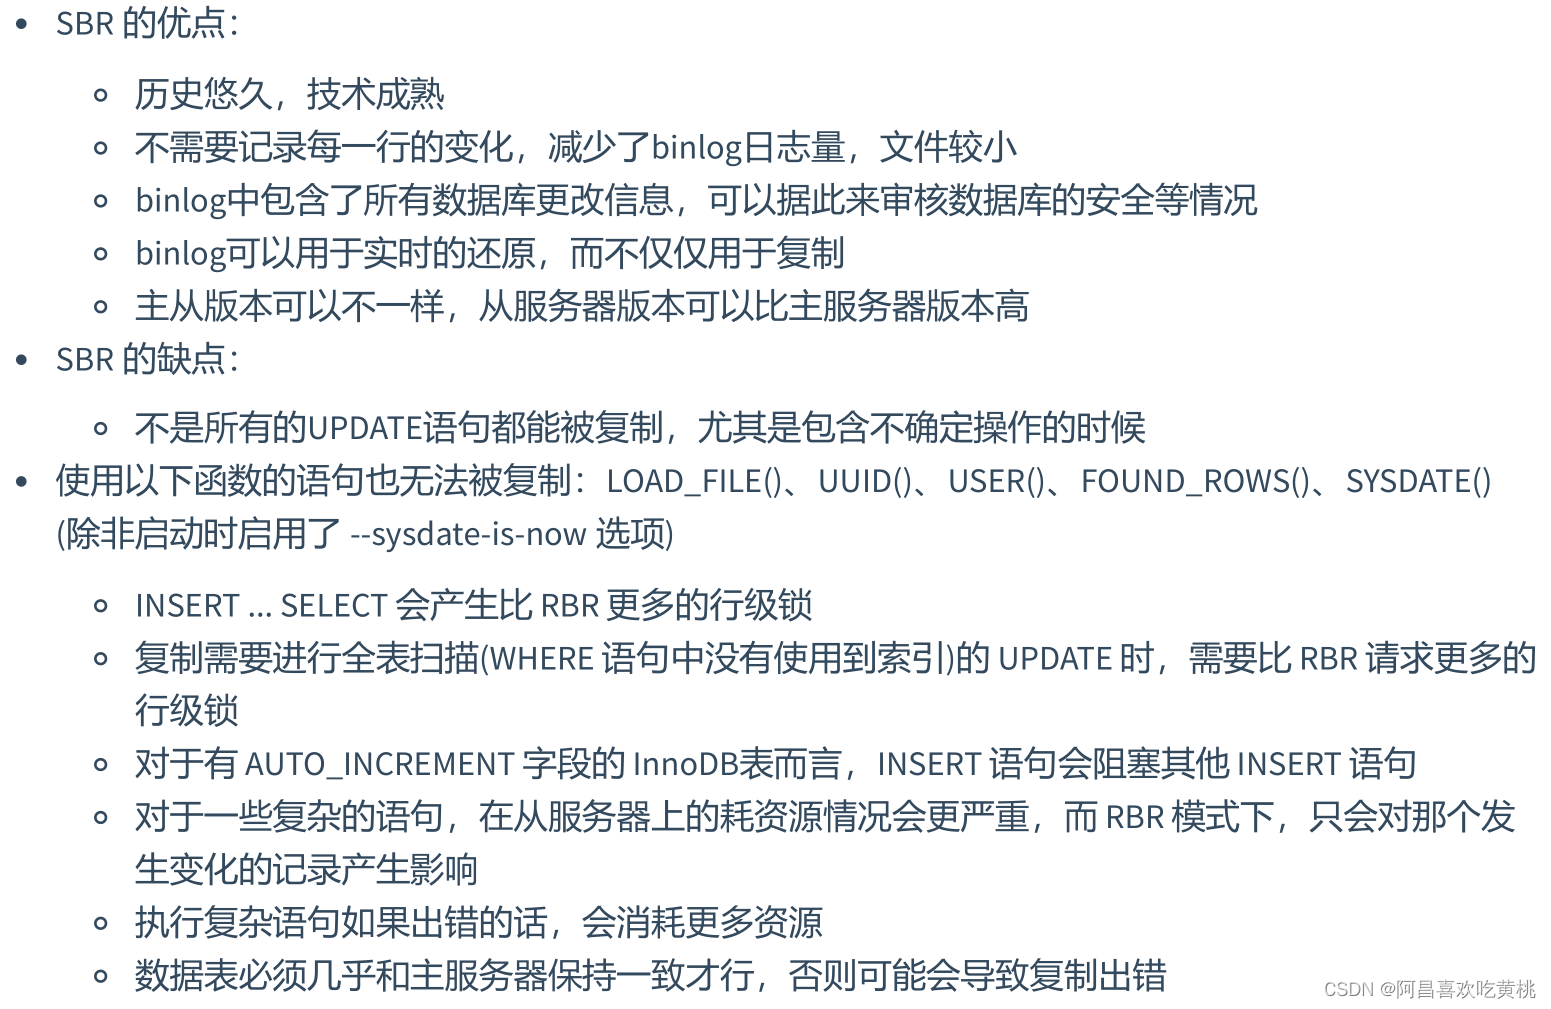 SBR 的优点：
历史悠久，技术成熟
不需要记录每一行的变化，减少了binlog日志量，文件较小
binlog中包含了所有数据库更改信息，可以据此来审核数据库的安全等情况
binlog可以用于实时的还原，而不仅仅用于复制
主从版本可以不一样，从服务器版本可以比主服务器版本高
SBR 的缺点：
不是所有的UPDATE语句都能被复制，尤其是包含不确定操作的时候
使用以下函数的语句也无法被复制：LOAD_FILE()、UUID()、USER()、FOUND_ROWS()、SYSDATE()
(除非启动时启用了 --sysdate-is-now 选项)
INSERT ... SELECT 会产生比 RBR 更多的行级锁
复制需要进行全表扫描(WHERE 语句中没有使用到索引)的 UPDATE 时，需要比 RBR 请求更多的
行级锁
对于有 AUTO_INCREMENT 字段的 InnoDB表而言，INSERT 语句会阻塞其他 INSERT 语句
对于一些复杂的语句，在从服务器上的耗资源情况会更严重，而 RBR 模式下，只会对那个发
生变化的记录产生影响
执行复杂语句如果出错的话，会消耗更多资源
数据表必须几乎和主服务器保持一致才行，否则可能会导致复制出错
CSDN @阿昌喜欢吃黄桃